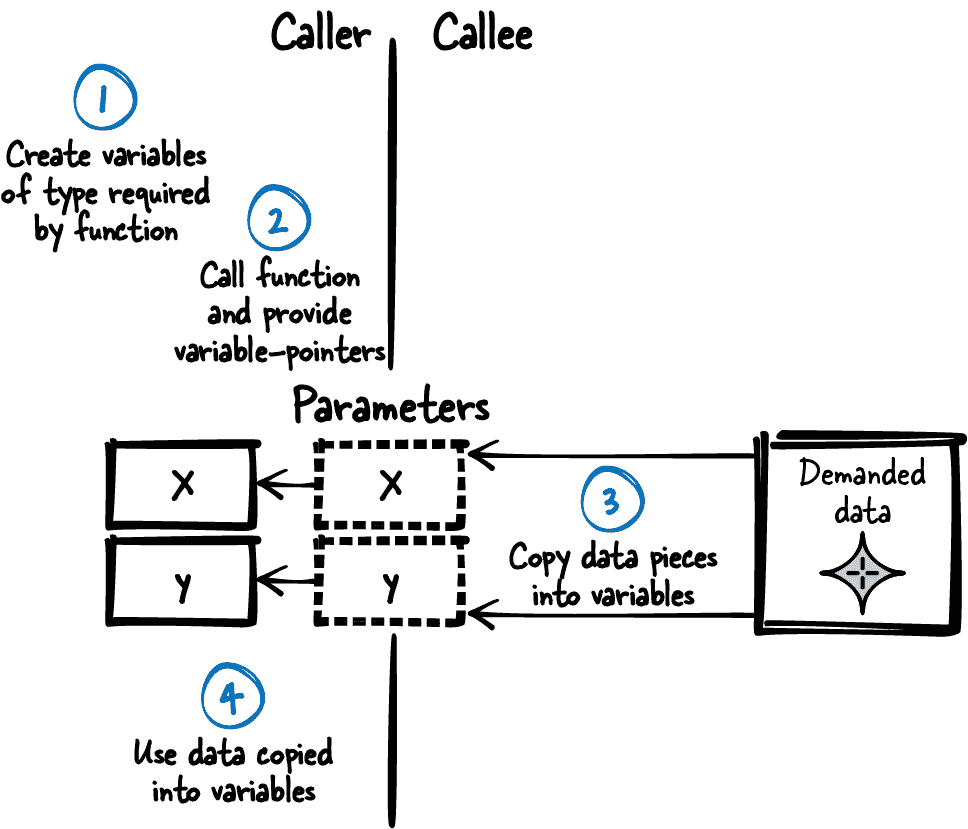 Caller
Callee
1
Create variables
of type required
by function
2
Call function
and provide
variable-pointers
Parameters
x
x
y
y
3
Copy data pieces
into variables
Demanded
data
4
Use data copied
into variables